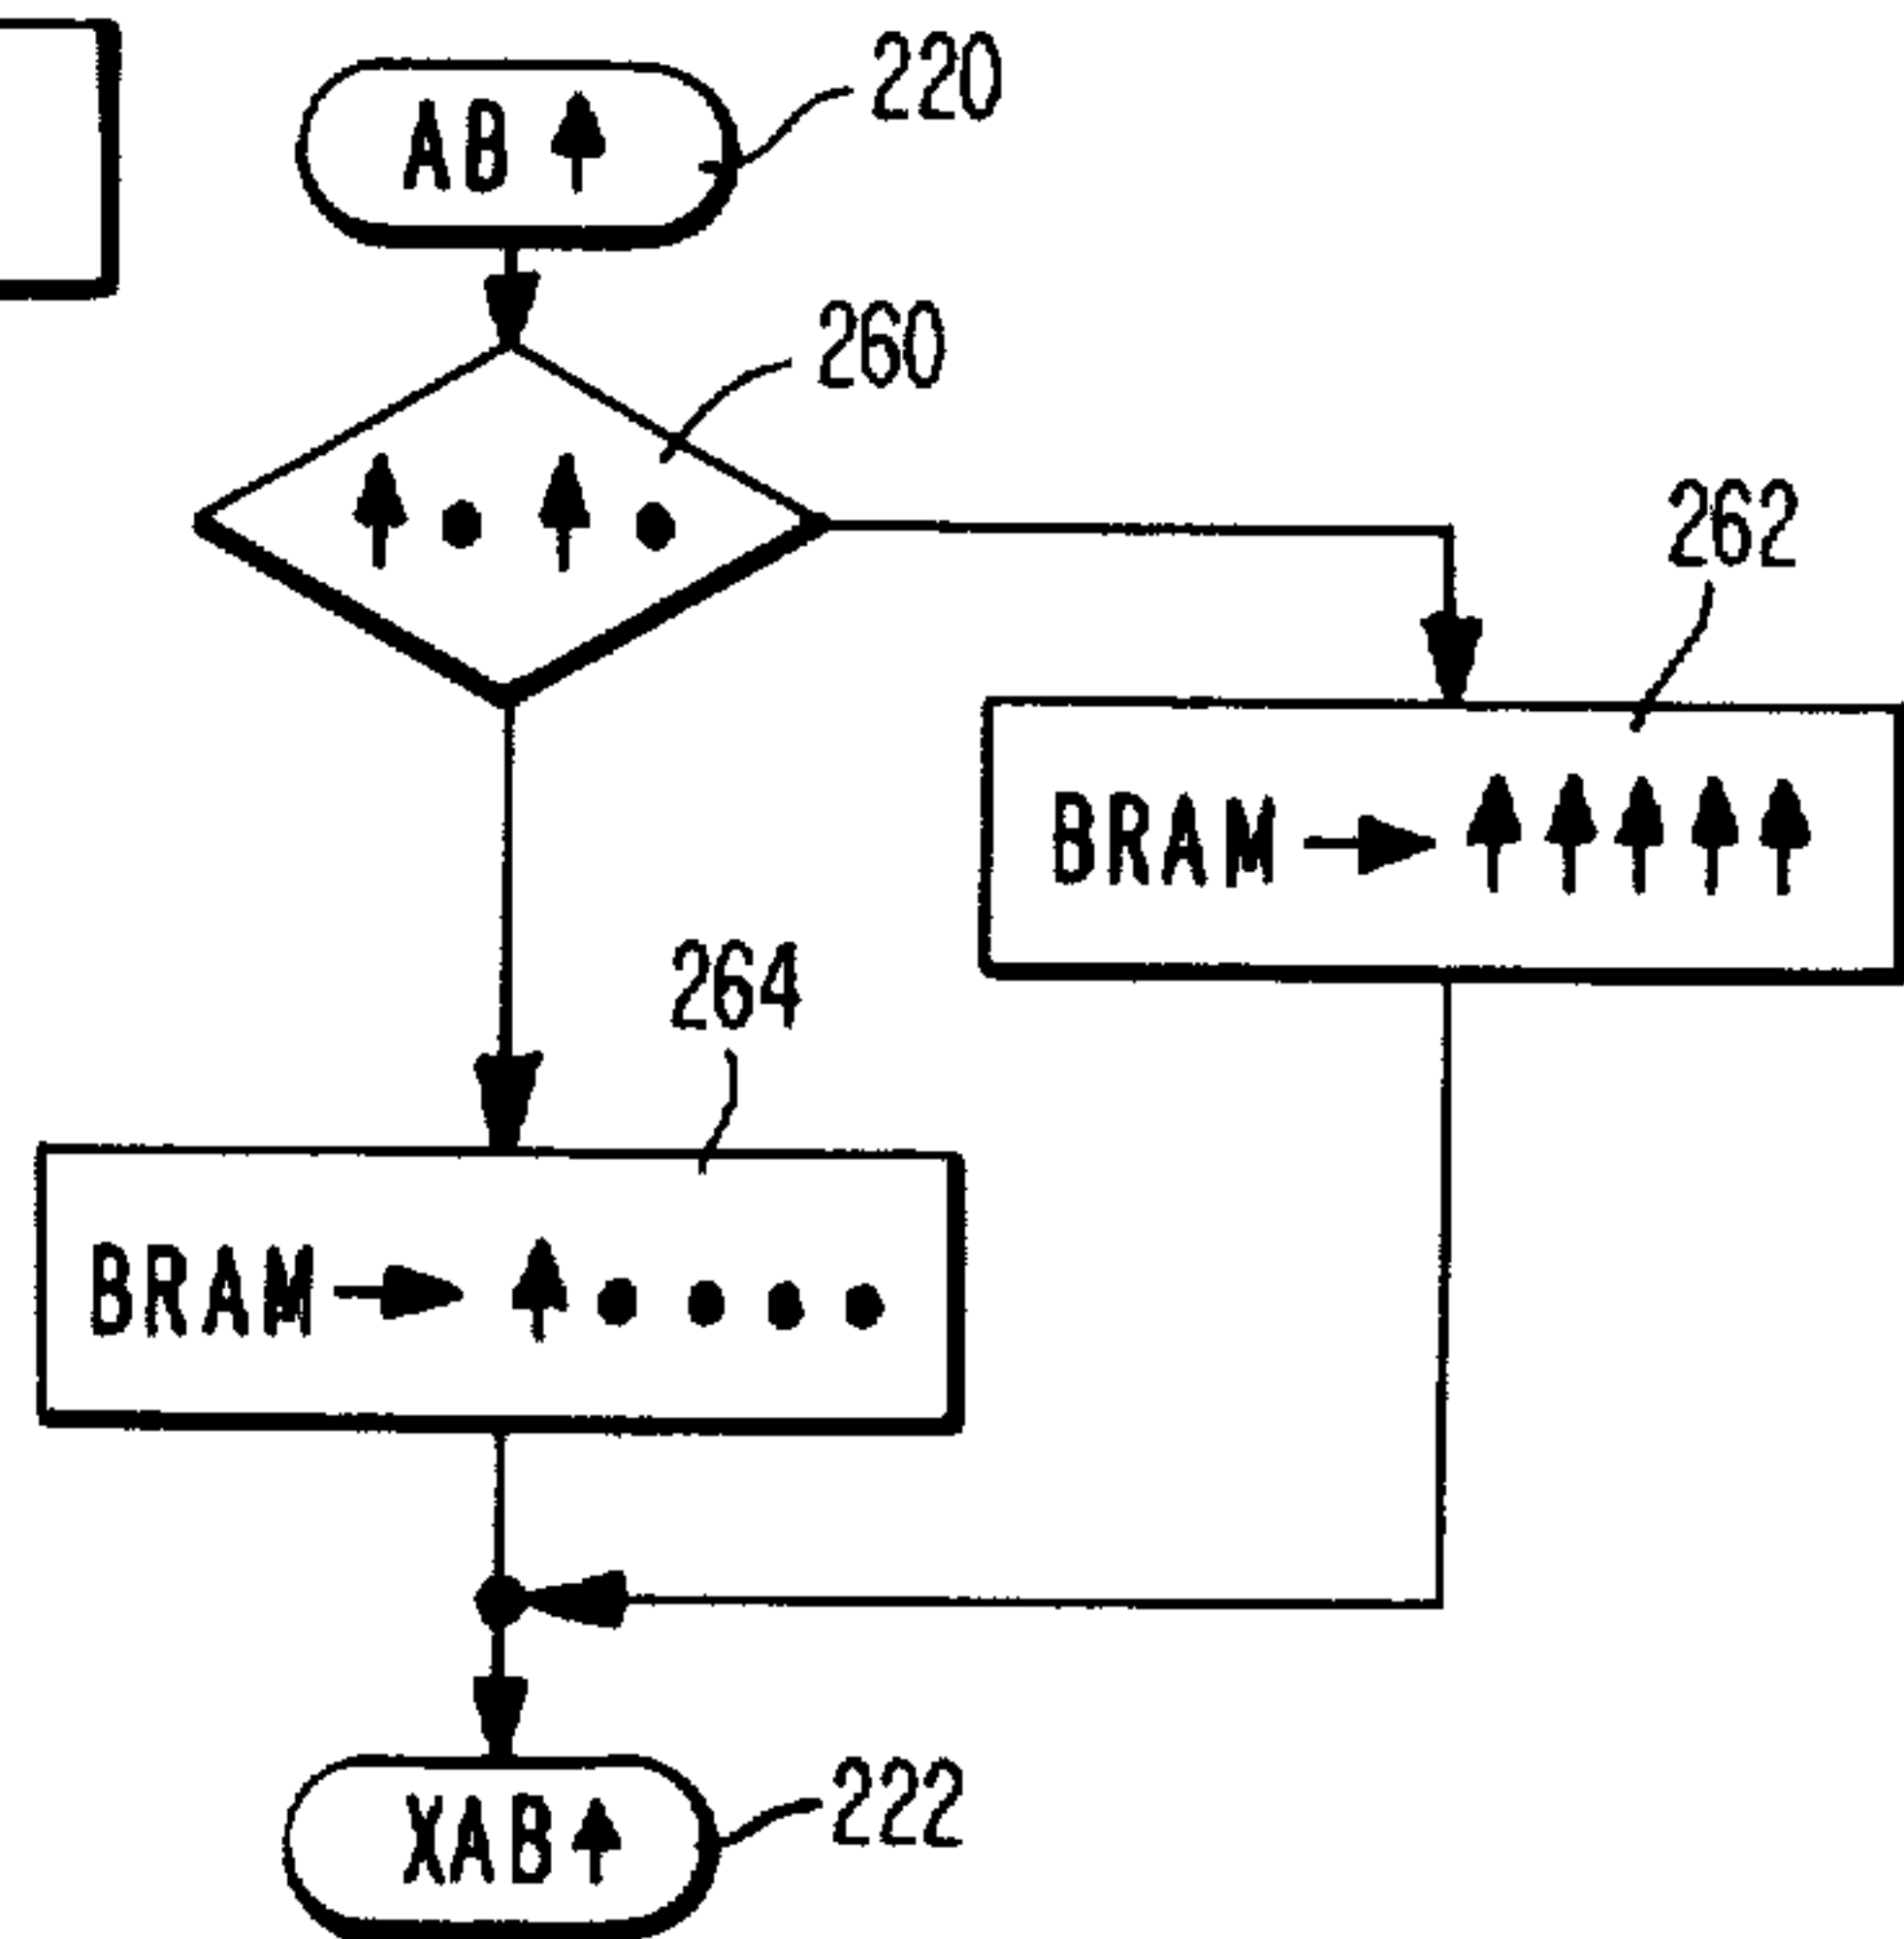 AB ↑
220
260
↑ ● ↑ ●
262
BRAM → ↑ ↑ ↑ ↑ ↑
264
BRAM → ↑ ● ● ● ●
XAB ↑
222